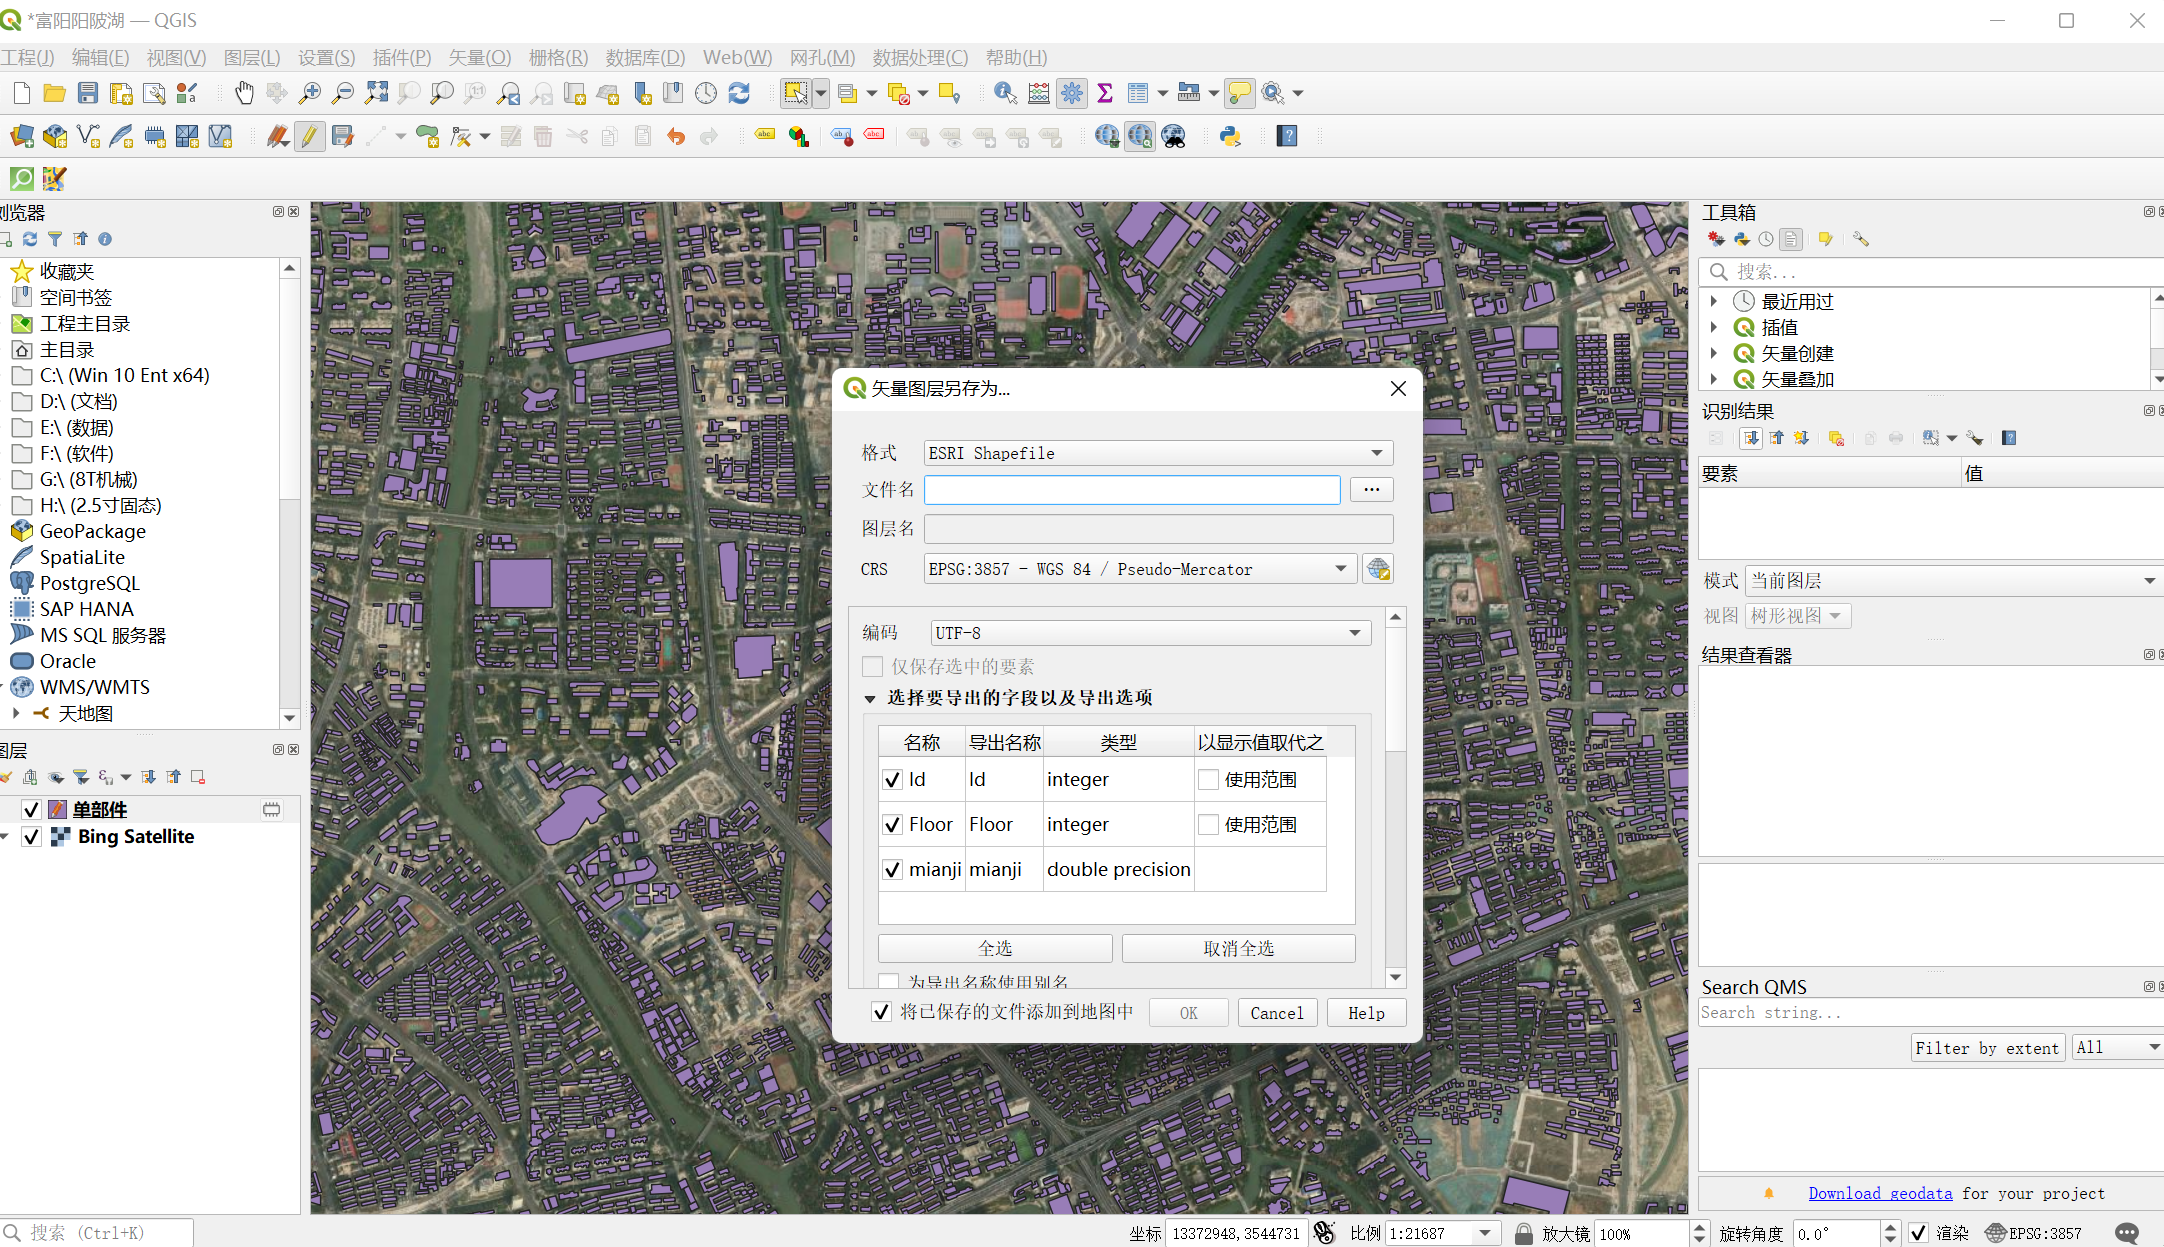 *富阳阳陂湖 — QGIS
工程(J) 编辑(E) 视图(V) 图层(L) 设置(S) 插件(P) 矢量(O) 栅格(R) 数据库(D) Web(W) 网孔(M) 数据处理(C) 帮助(H)
浏览器
收藏夹
空间书签
工程主目录
主目录
C:\ (Win 10 Ent x64)
D:\ (文档)
E:\ (数据)
F:\ (软件)
G:\ (8T机械)
H:\ (2.5寸固态)
GeoPackage
SpatiaLite
PostgreSQL
SAP HANA
MS SQL 服务器
Oracle
WMS/WMTS
天地图
图层
单部件
Bing Satellite
矢量图层另存为...
格式 ESRI Shapefile
文件名 ...
图层名
CRS EPSG:3857 - WGS 84 / Pseudo-Mercator
编码 UTF-8
仅保存选中的要素
选择要导出的字段以及导出选项
名称 导出名称 类型 以显示值取代之
Id Id integer 使用范围
Floor Floor integer 使用范围
mianji mianji double precision
全选 取消全选
为导出名称使用别名
将已保存的文件添加到地图中 OK Cancel Help
工具箱
搜索...
最近用过
插值
矢量创建
矢量叠加
识别结果
要素 值
模式 当前图层
视图 树形视图
结果查看器
Search QMS
Search string...
Filter by extent All
Download geodata for your project
搜索 (Ctrl+K) 坐标 13372948,3544731 比例 1:21687 放大镜 100% 旋转角度 0.0° 渲染 EPSG:3857